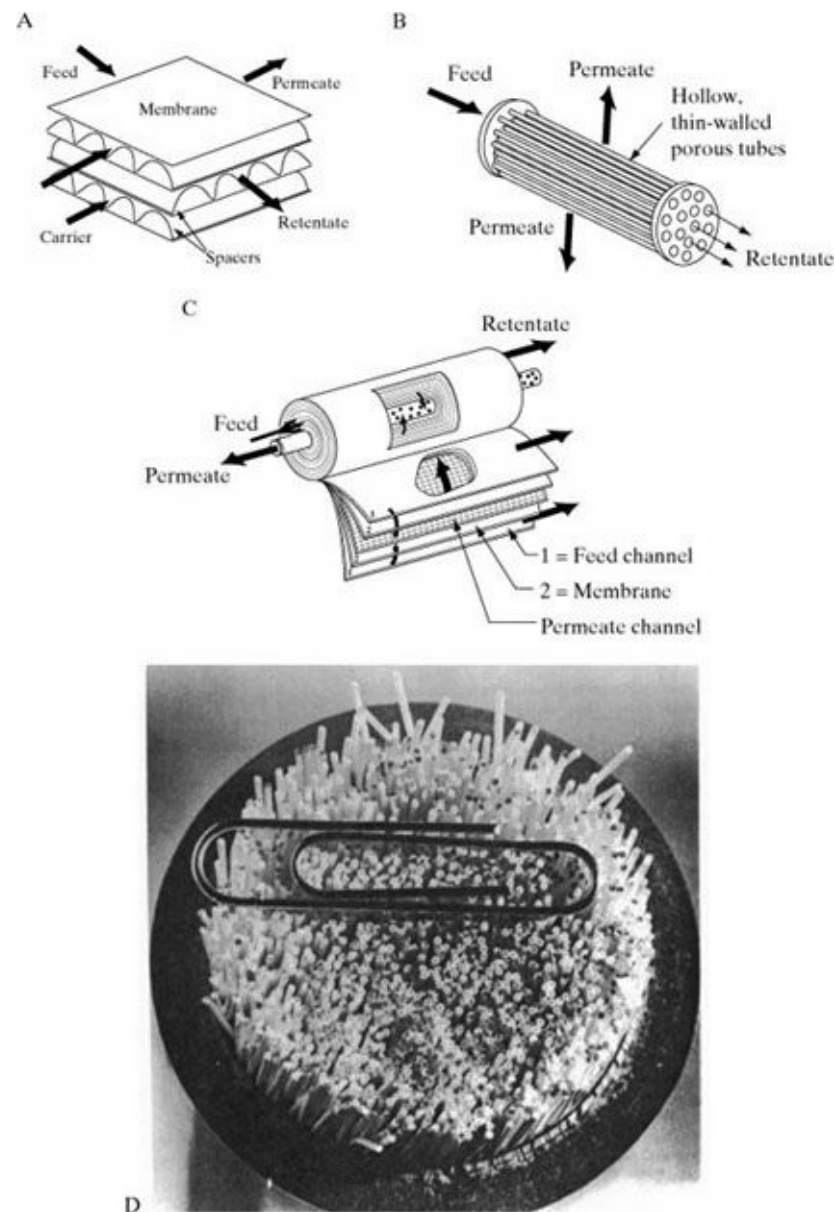 A
Feed
Permeate
Membrane
Carrier
Spacers
Retentate
B
Feed
Permeate
Hollow,
thin-walled
porous tubes
Permeate
Retentate
C
Retentate
Feed
Permeate
1 = Feed channel
2 = Membrane
Permeate channel
D